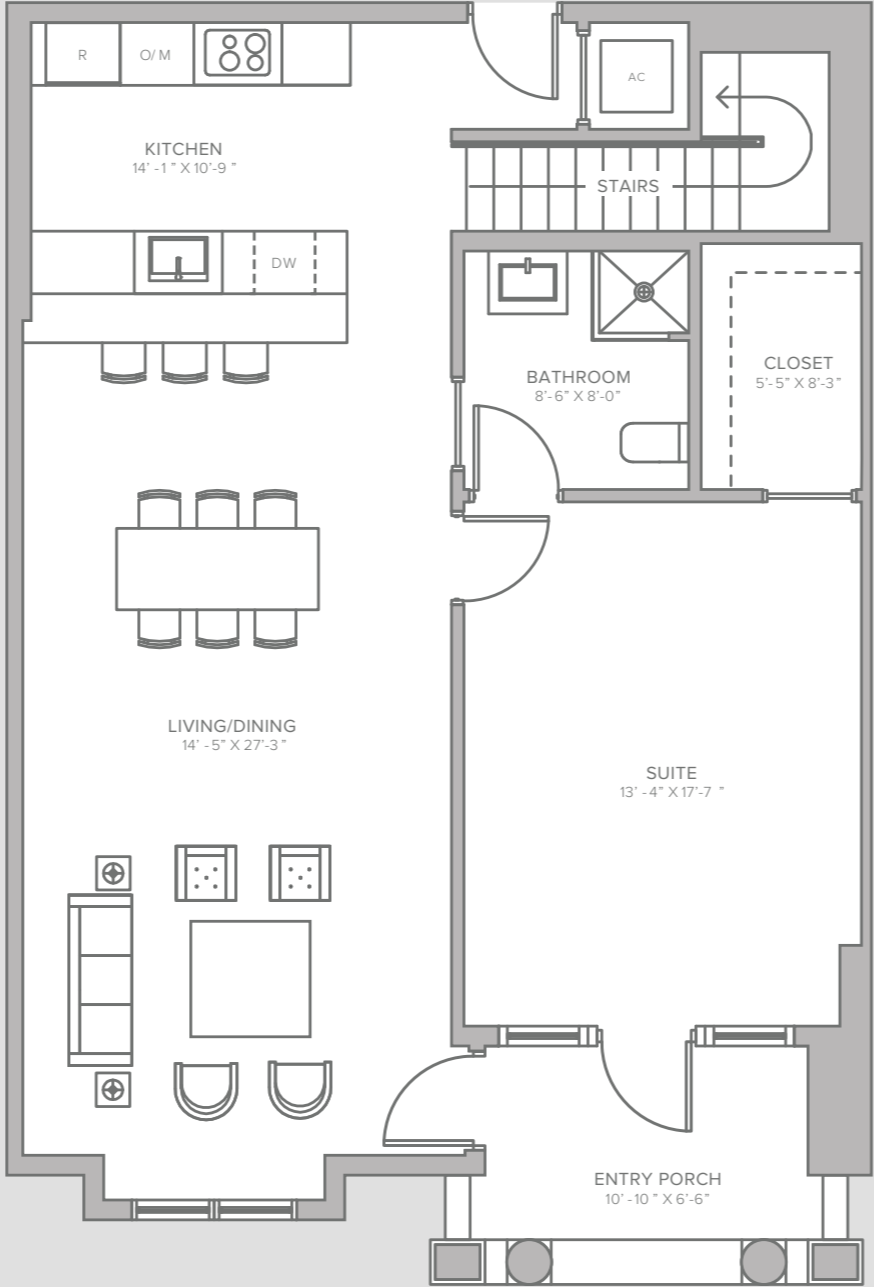 R
O/M
AC
KITCHEN
14' -1 " X 10'-9 "
STAIRS
DW
BATHROOM
8'-6" X 8'-0"
CLOSET
5'-5" X 8'-3"
LIVING/DINING
14' -5" X 27'-3 "
SUITE
13' -4" X 17'-7 "
ENTRY PORCH
10' -10 " X 6'-6"